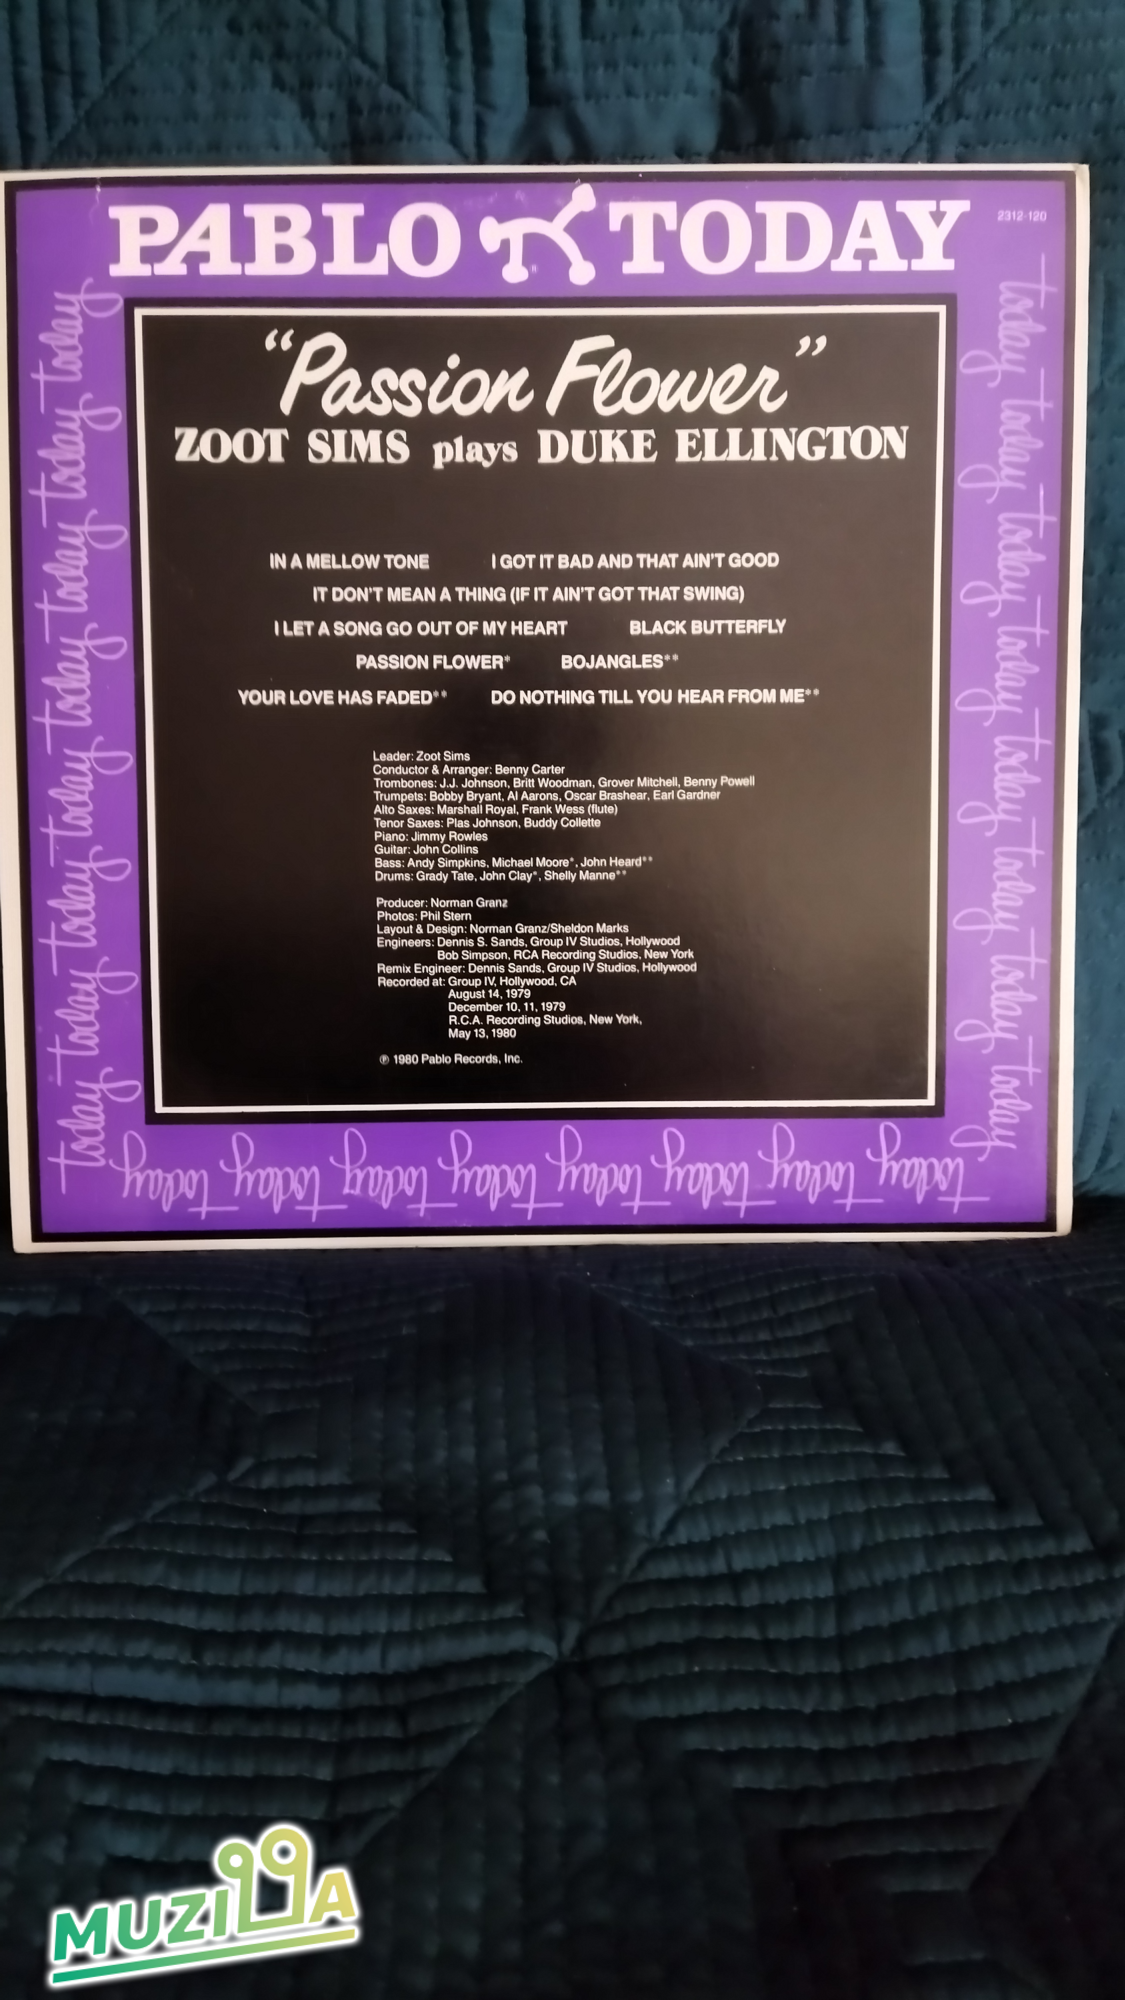 PABLO TODAY
2312-120
"Passion Flower"
ZOOT SIMS plays DUKE ELLINGTON
IN A MELLOW TONE I GOT IT BAD AND THAT AIN'T GOOD
IT DON'T MEAN A THING (IF IT AIN'T GOT THAT SWING)
I LET A SONG GO OUT OF MY HEART BLACK BUTTERFLY
PASSION FLOWER* BOJANGLES**
YOUR LOVE HAS FADED** DO NOTHING TILL YOU HEAR FROM ME**
Leader: Zoot Sims
Conductor & Arranger: Benny Carter
Trombones: J.J. Johnson, Britt Woodman, Grover Mitchell, Benny Powell
Trumpets: Bobby Bryant, Al Aarons, Oscar Brashear, Earl Gardner
Alto Saxes: Marshall Royal, Frank Wess (flute)
Tenor Saxes: Plas Johnson, Buddy Collette
Piano: Jimmy Rowles
Guitar: John Collins
Bass: Andy Simpkins, Michael Moore*, John Heard**
Drums: Grady Tate, John Clay*, Shelly Manne**
Producer: Norman Granz
Photos: Phil Stern
Layout & Design: Norman Granz/Sheldon Marks
Engineers: Dennis S. Sands, Group IV Studios, Hollywood
Bob Simpson, RCA Recording Studios, New York
Remix Engineer: Dennis Sands, Group IV Studios, Hollywood
Recorded at: Group IV, Hollywood, CA
August 14, 1979
December 10, 11, 1979
R.C.A. Recording Studios, New York,
May 13, 1980
℗ 1980 Pablo Records, Inc.
today today today today today today today today
today today today today today today today today
today today today today today today today today
MUZILLA